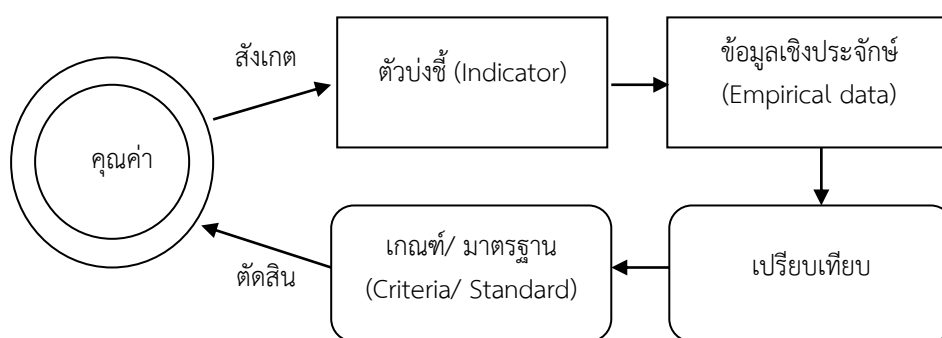 สังเกต
ตัวบ่งชี้ (Indicator)
ข้อมูลเชิงประจักษ์
(Empirical data)
คุณค่า
ตัดสิน
เกณฑ์/ มาตรฐาน
(Criteria/ Standard)
เปรียบเทียบ